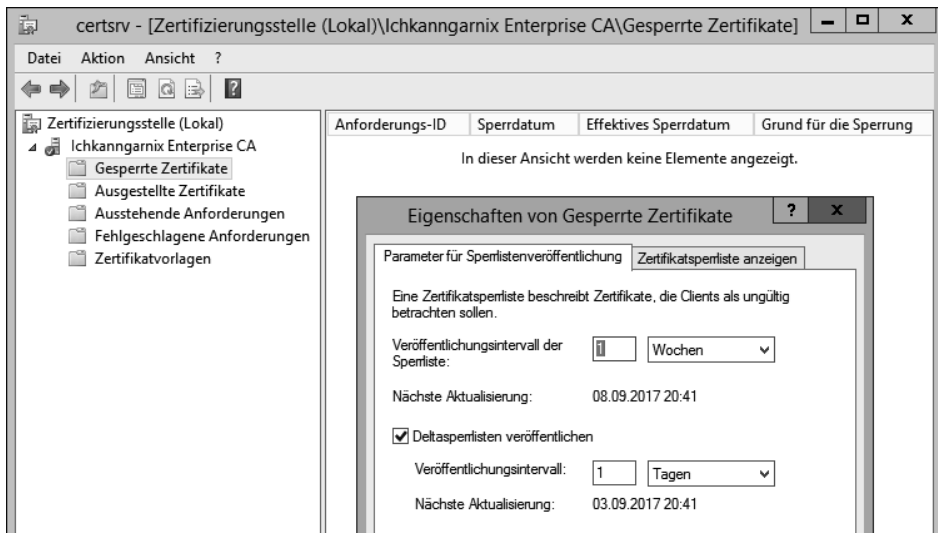 certsrv - [Zertifizierungsstelle (Lokal)\Ichkanngarnix Enterprise CA\Gesperrte Zertifikate]
Datei Aktion Ansicht ?
Zertifizierungsstelle (Lokal)
Ichkanngarnix Enterprise CA
Gesperrte Zertifikate
Ausgestellte Zertifikate
Ausstehende Anforderungen
Fehlgeschlagene Anforderungen
Zertifikatvorlagen
Anforderungs-ID Sperrdatum Effektives Sperrdatum Grund für die Sperrung
In dieser Ansicht werden keine Elemente angezeigt.
Eigenschaften von Gesperrte Zertifikate ? x
Parameter für Sperrlistenveröffentlichung Zertifikatsperrliste anzeigen
Eine Zertifikatsperrliste beschreibt Zertifikate, die Clients als ungültig
betrachten sollen.
Veröffentlichungsintervall der
Sperrliste:
1 Wochen
Nächste Aktualisierung: 08.09.2017 20:41
Deltasperrlisten veröffentlichen
Veröffentlichungsintervall: 1 Tagen
Nächste Aktualisierung: 03.09.2017 20:41